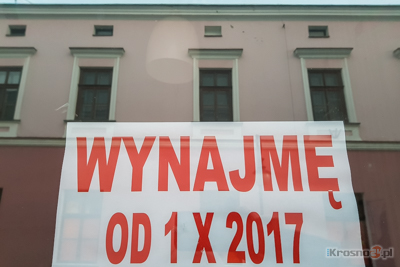 WYNAJMĘ
OD 1 X 2017
Krosno24.pl